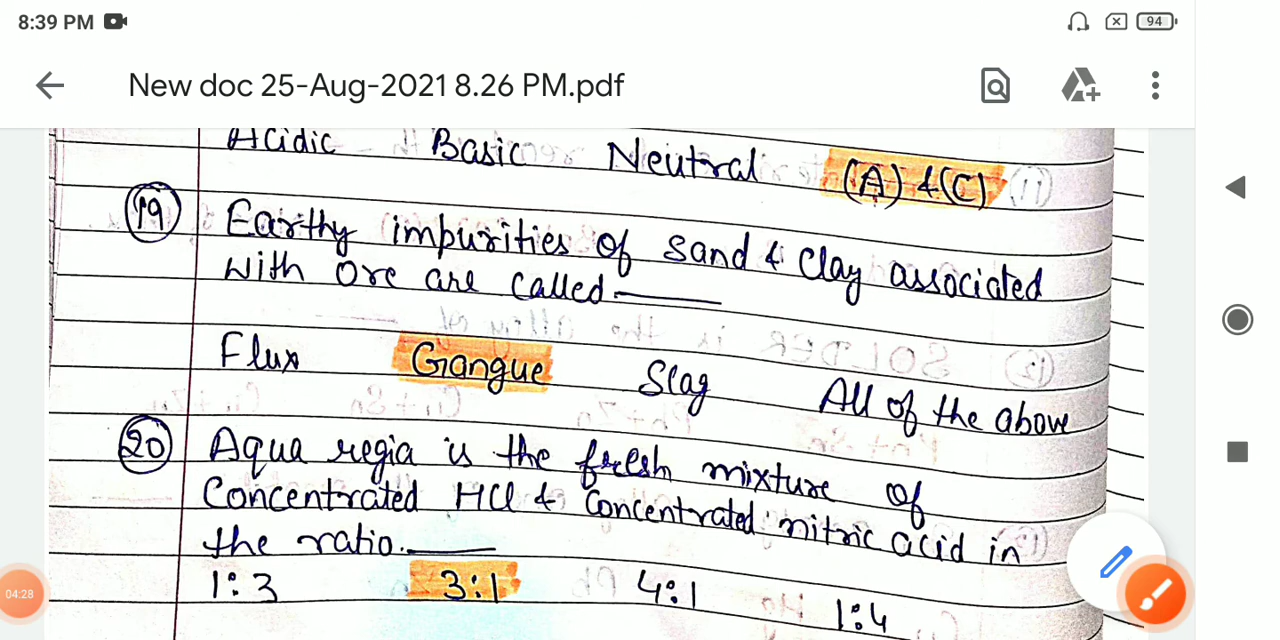 8:39 PM
94
New doc 25-Aug-2021 8.26 PM.pdf
Acidic Basic Neutral (A) & (C)
(19) Earthy impurities of sand & Clay associated
with ore are called
Flux Gangue Slag All of the above
(20) Aqua regia is the fresh mixture of
Concentrated HCl & Concentrated nitric acid in
the ratio.
1:3 3:1 4:1 1:4
04:28